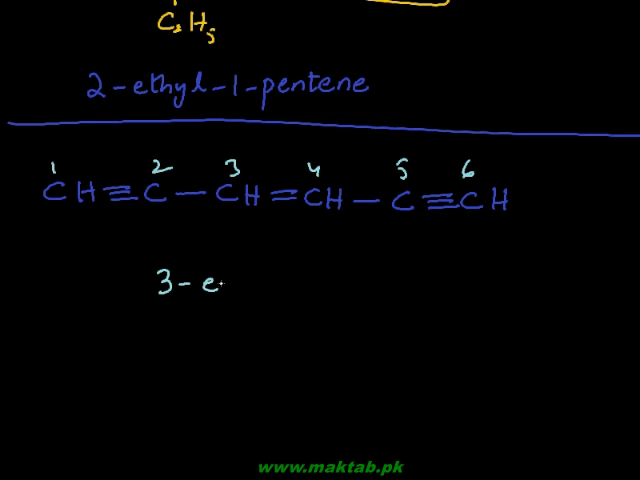 C₂H₅
2-ethyl-1-pentene
1 2 3 4 5 6
CH≡C—CH=CH—C≡CH
3-e
www.maktab.pk